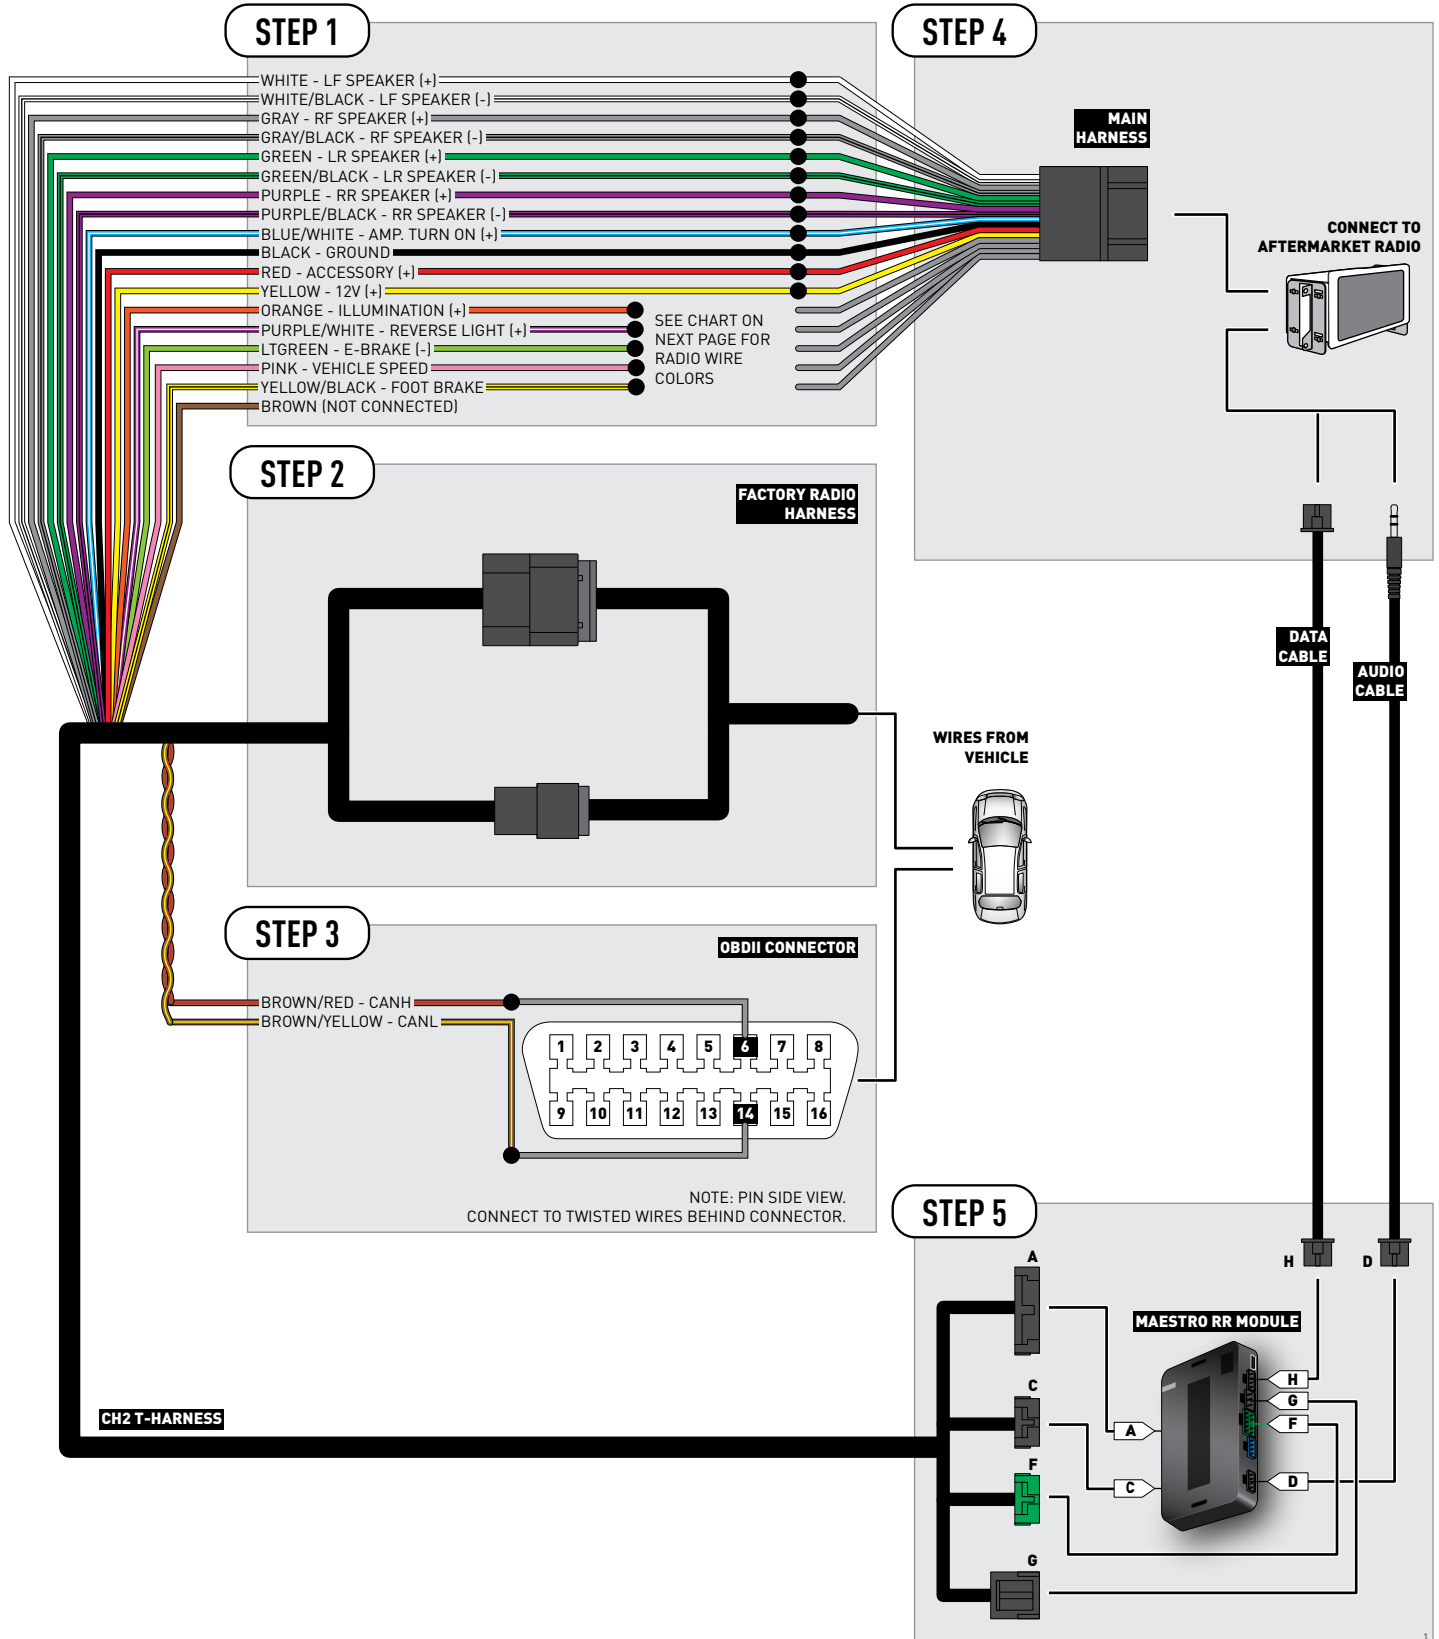 STEP 1
WHITE - LF SPEAKER (+)
WHITE/BLACK - LF SPEAKER (-)
GRAY - RF SPEAKER (+)
GRAY/BLACK - RF SPEAKER (-)
GREEN - LR SPEAKER (+)
GREEN/BLACK - LR SPEAKER (-)
PURPLE - RR SPEAKER (+)
PURPLE/BLACK - RR SPEAKER (-)
BLUE/WHITE - AMP. TURN ON (+)
BLACK - GROUND
RED - ACCESSORY (+)
YELLOW - 12V (+)
ORANGE - ILLUMINATION (+)
PURPLE/WHITE - REVERSE LIGHT (+)
LTGREEN - E-BRAKE (-)
PINK - VEHICLE SPEED
YELLOW/BLACK - FOOT BRAKE
BROWN (NOT CONNECTED)
SEE CHART ON
NEXT PAGE FOR
RADIO WIRE
COLORS
STEP 4
MAIN
HARNESS
CONNECT TO
AFTERMARKET RADIO
DATA
CABLE
AUDIO
CABLE
STEP 2
FACTORY RADIO
HARNESS
WIRES FROM
VEHICLE
STEP 3
OBDII CONNECTOR
BROWN/RED - CANH
BROWN/YELLOW - CANL
1 2 3 4 5 6 7 8
9 10 11 12 13 14 15 16
NOTE: PIN SIDE VIEW.
CONNECT TO TWISTED WIRES BEHIND CONNECTOR.
CH2 T-HARNESS
STEP 5
H
D
A
C
F
G
MAESTRO RR MODULE
A
C
H
G
F
D
1